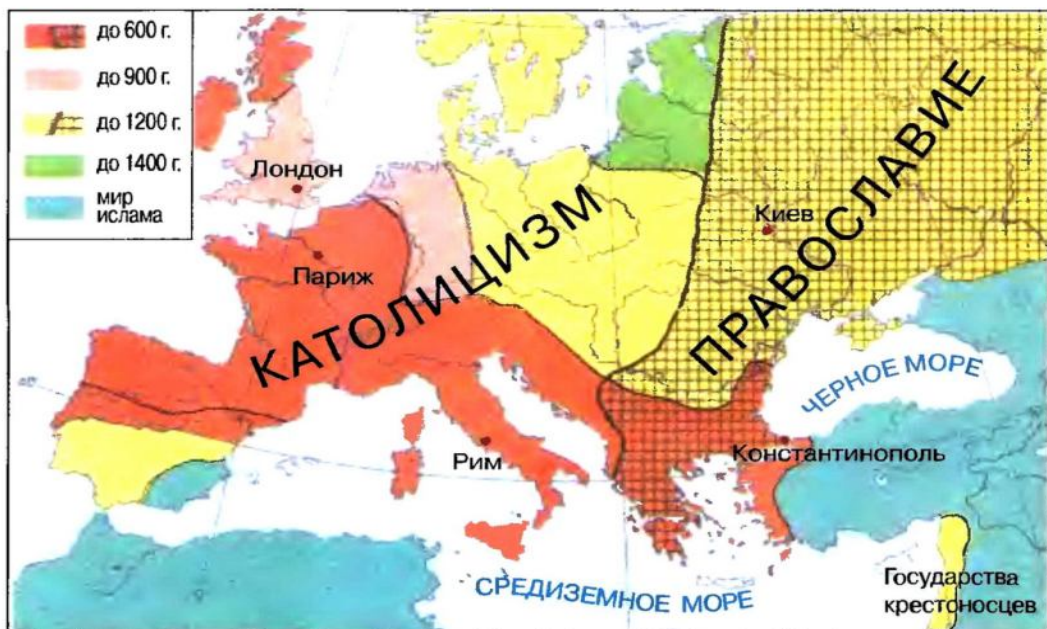 до 600 г.
до 900 г.
до 1200 г.
до 1400 г.
мир
ислама
Лондон
Париж
КАТОЛИЦИЗМ
Киев
ПРАВОСЛАВИЕ
ЧЕРНОЕ МОРЕ
Рим
Константинополь
СРЕДИЗЕМНОЕ МОРЕ
Государства
крестоносцев